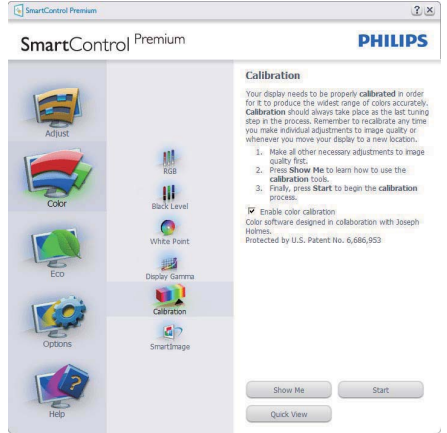 SmartControl Premium
SmartControl Premium
PHILIPS
Adjust
Color
Eco
Options
Help
RGB
Black Level
White Point
Display Gamma
Calibration
SmartImage
Calibration
Your display needs to be properly calibrated in order
for it to produce the widest range of colors accurately.
Calibration should always take place as the last tuning
step in the process. Remember to recalibrate any time
you make individual adjustments to image quality or
whenever you move your display to a new location.
1. Make all other necessary adjustments to image
quality first.
2. Press Show Me to learn how to use the
calibration tools.
3. Finally, press Start to begin the calibration
process.
Enable color calibration
Color software designed in collaboration with Joseph
Holmes.
Protected by U.S. Patent No. 6,686,953
Show Me
Start
Quick View